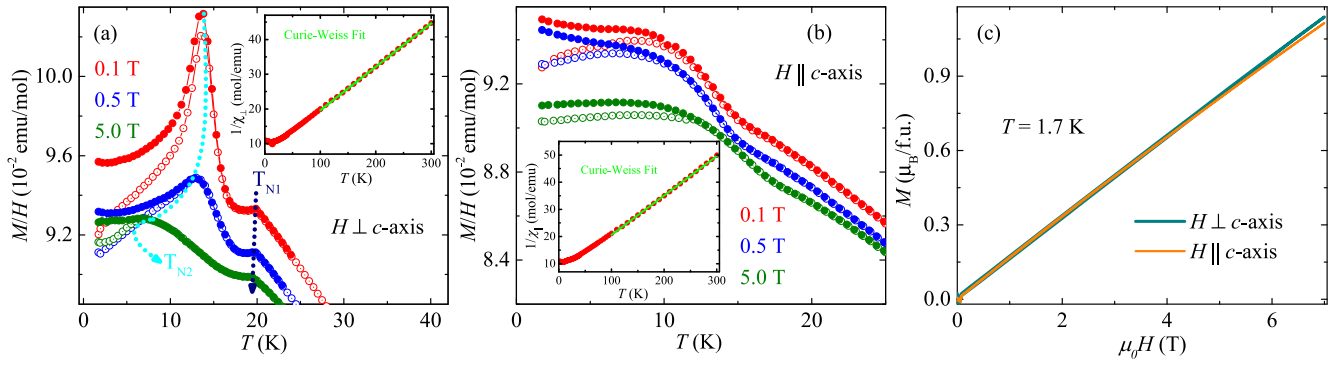 (a)
0.1 T
0.5 T
5.0 T
M/H (10⁻² emu/mol)
10.0
9.6
9.2
0 10 20 30 40
T (K)
T_N1
T_N2
H ⊥ c-axis
Curie-Weiss Fit
1/χ_⊥ (mol/emu)
40
30
20
10
0 100 200 300
T (K)
(b)
H ∥ c-axis
M/H (10⁻² emu/mol)
9.2
8.8
8.4
0 10 20
T (K)
0.1 T
0.5 T
5.0 T
Curie-Weiss Fit
1/χ_∥ (mol/emu)
50
40
30
20
10
0 100 200 300
T (K)
(c)
T = 1.7 K
M (μ_B/f.u.)
0.9
0.6
0.3
0.0
0 2 4 6
μ₀H (T)
H ⊥ c-axis
H ∥ c-axis